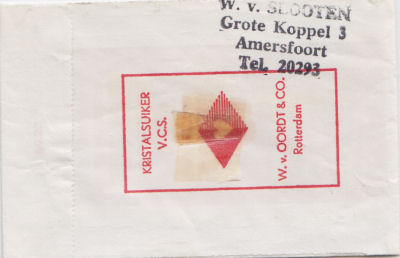 W. v. SLOOTEN
Grote Koppel 3
Amersfoort
Tel. 20293
KRISTALSUIKER
V.C.S.
W. v. OORDT & CO.
Rotterdam